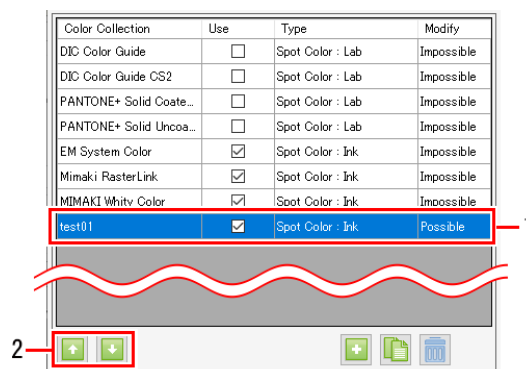 Color Collection Use Type Modify
DIC Color Guide Spot Color : Lab Impossible
DIC Color Guide CS2 Spot Color : Lab Impossible
PANTONE+ Solid Coate... Spot Color : Lab Impossible
PANTONE+ Solid Uncoa... Spot Color : Lab Impossible
EM System Color Spot Color : Ink Impossible
Mimaki RasterLink Spot Color : Ink Impossible
MIMAKI Whity Color Spot Color : Ink Impossible
test01 Spot Color : Ink Possible
2